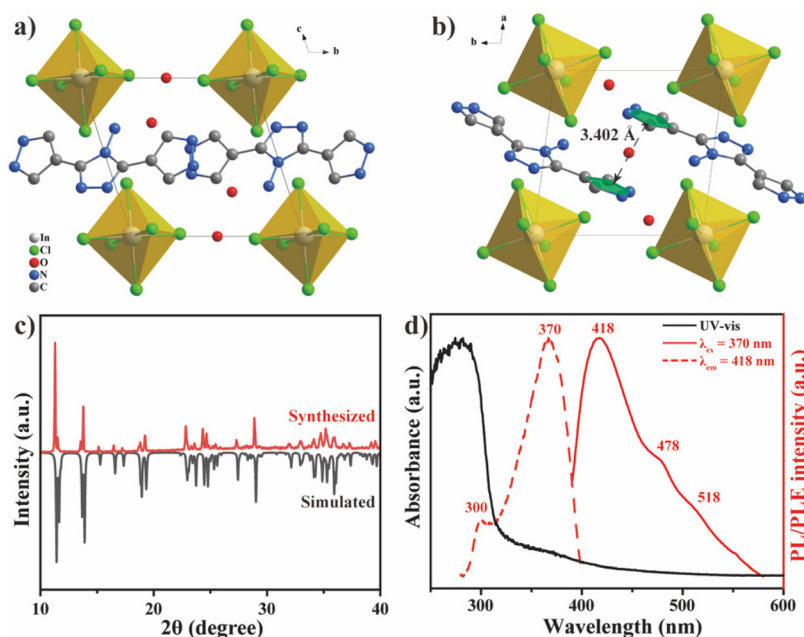 a)
c
b
In
Cl
O
N
C
b)
a
b
3.402 Å
c)
Intensity (a.u.)
Synthesized
Simulated
10 20 30 40
2θ (degree)
d)
Absorbance (a.u.)
370 418
UV-vis
λex = 370 nm
λem = 418 nm
300
478
518
300 400 500 600
Wavelength (nm)
PL/PLE intensity (a.u.)